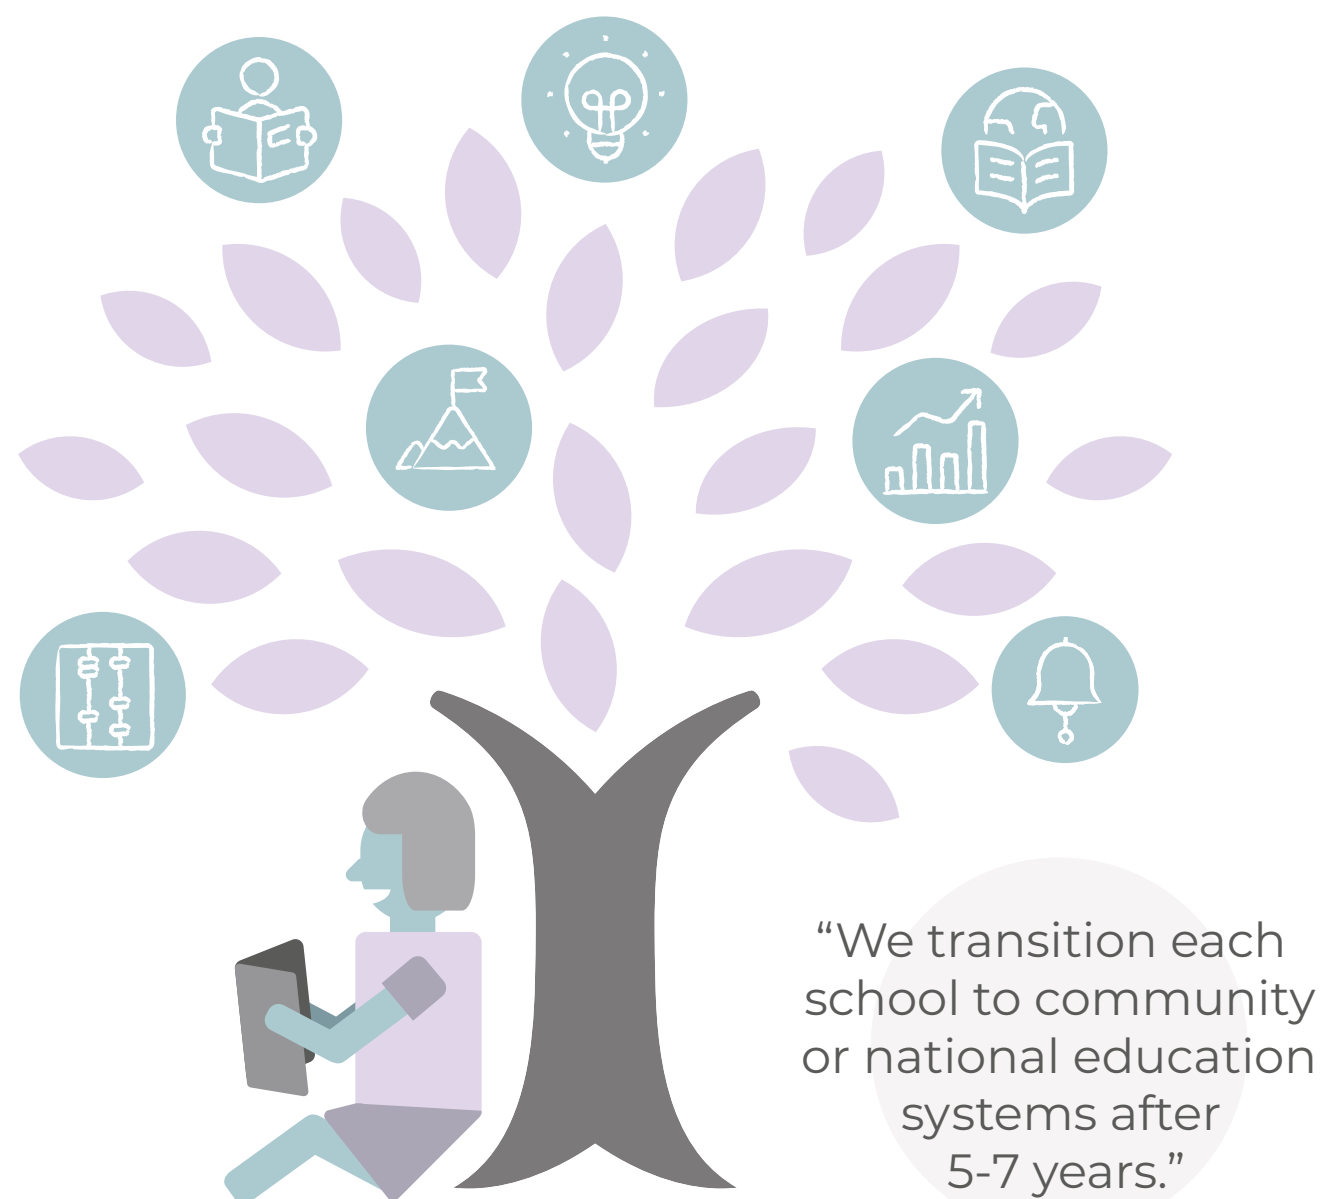 “We transition each
school to community
or national education
systems after
5-7 years.”